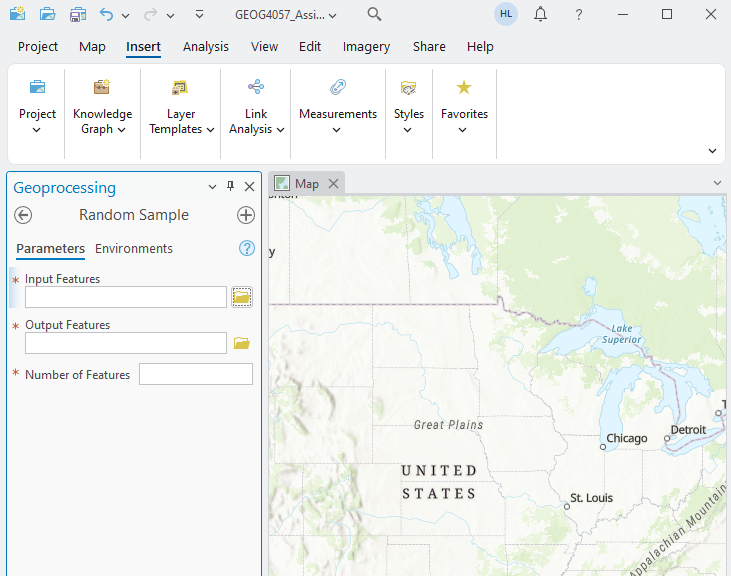 GEOG4057_Assi...
HL
?
Project Map Insert Analysis View Edit Imagery Share Help
Project
Knowledge
Graph
Layer
Templates
Link
Analysis
Measurements
Styles
Favorites
Geoprocessing
Random Sample
Parameters Environments
?
* Input Features
* Output Features
* Number of Features
Map
y
Lake
Superior
Great Plains
Chicago
Detroit
T
UNITED
STATES
St. Louis
Appalachian Mountain